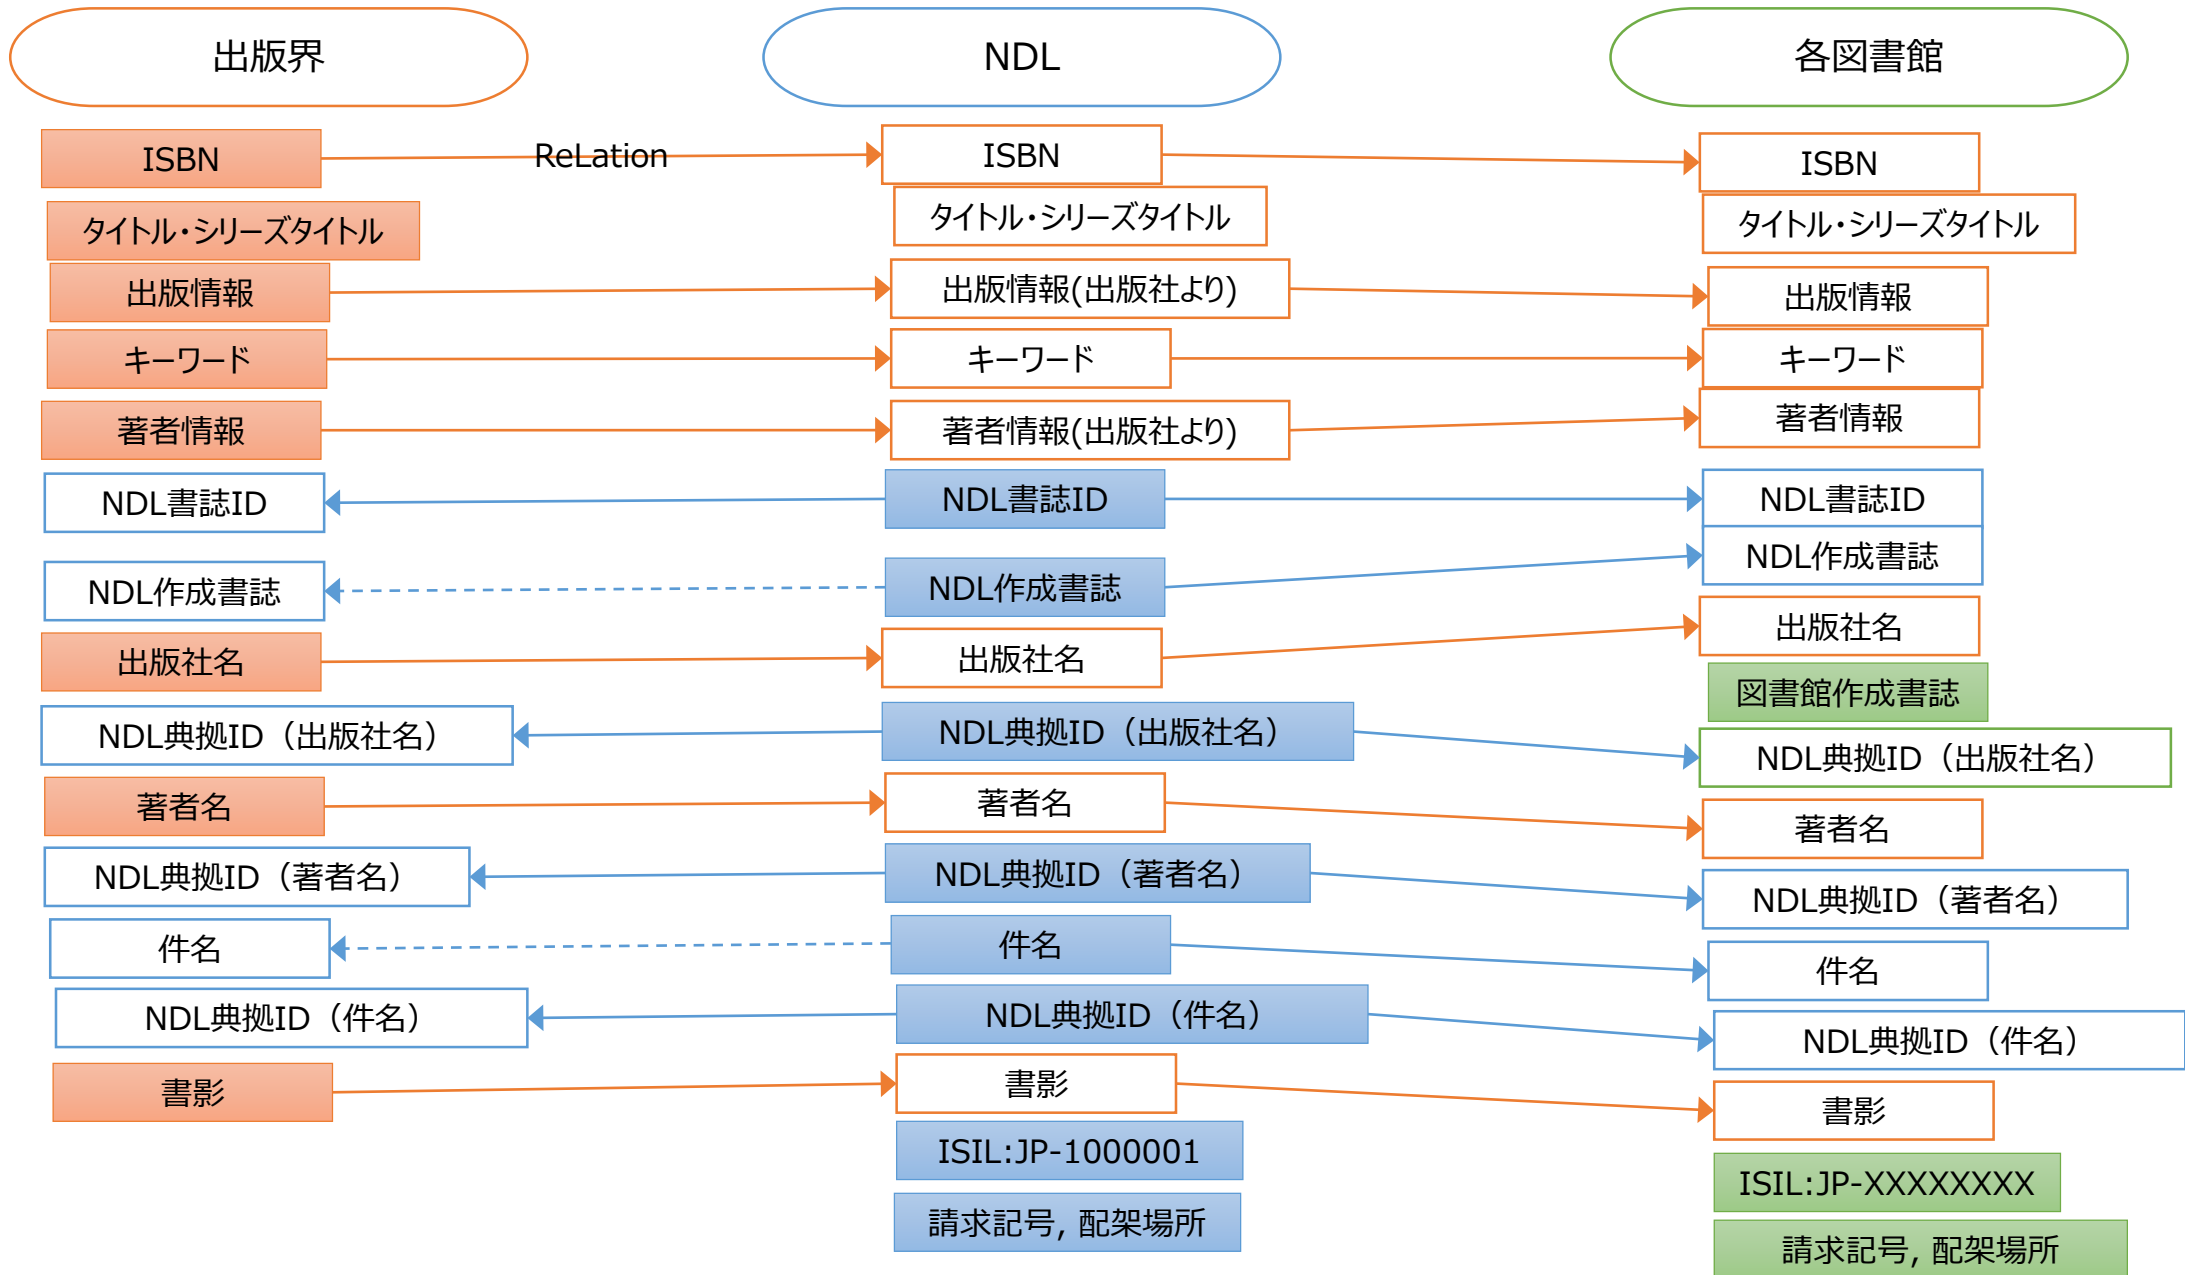 出版界
NDL
各図書館
ISBN
ReLation
ISBN
ISBN
タイトル・シリーズタイトル
タイトル・シリーズタイトル
タイトル・シリーズタイトル
出版情報
出版情報(出版社より)
出版情報
キーワード
キーワード
キーワード
著者情報
著者情報(出版社より)
著者情報
NDL書誌ID
NDL書誌ID
NDL書誌ID
NDL作成書誌
NDL作成書誌
NDL作成書誌
出版社名
出版社名
出版社名
図書館作成書誌
NDL典拠ID（出版社名）
NDL典拠ID（出版社名）
NDL典拠ID（出版社名）
著者名
著者名
著者名
NDL典拠ID（著者名）
NDL典拠ID（著者名）
NDL典拠ID（著者名）
件名
件名
件名
NDL典拠ID（件名）
NDL典拠ID（件名）
NDL典拠ID（件名）
書影
書影
書影
ISIL:JP-1000001
ISIL:JP-XXXXXXXX
請求記号, 配架場所
請求記号, 配架場所